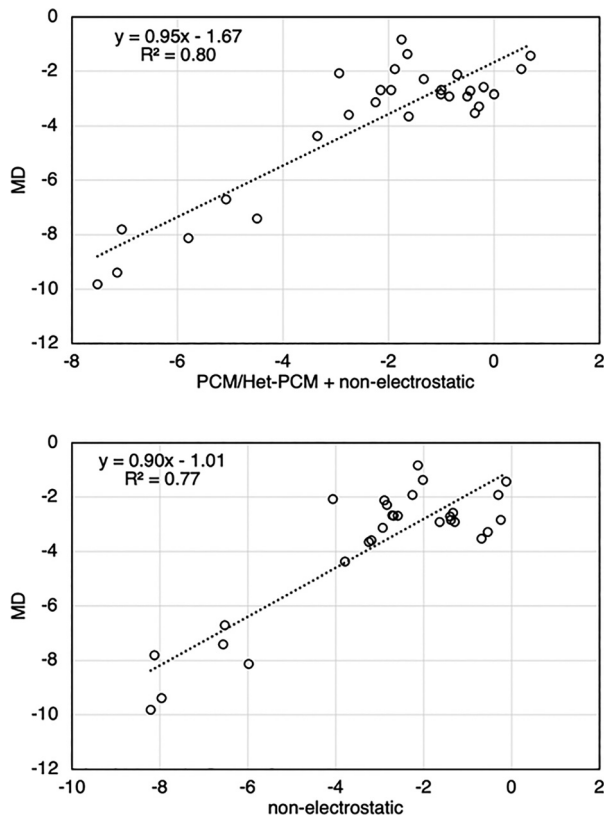 y = 0.95x - 1.67
R² = 0.80
0
-2
-4
-6
-8
-10
-12
MD
-8 -6 -4 -2 0 2
PCM/Het-PCM + non-electrostatic
y = 0.90x - 1.01
R² = 0.77
0
-2
-4
-6
-8
-10
-12
MD
-10 -8 -6 -4 -2 0 2
non-electrostatic